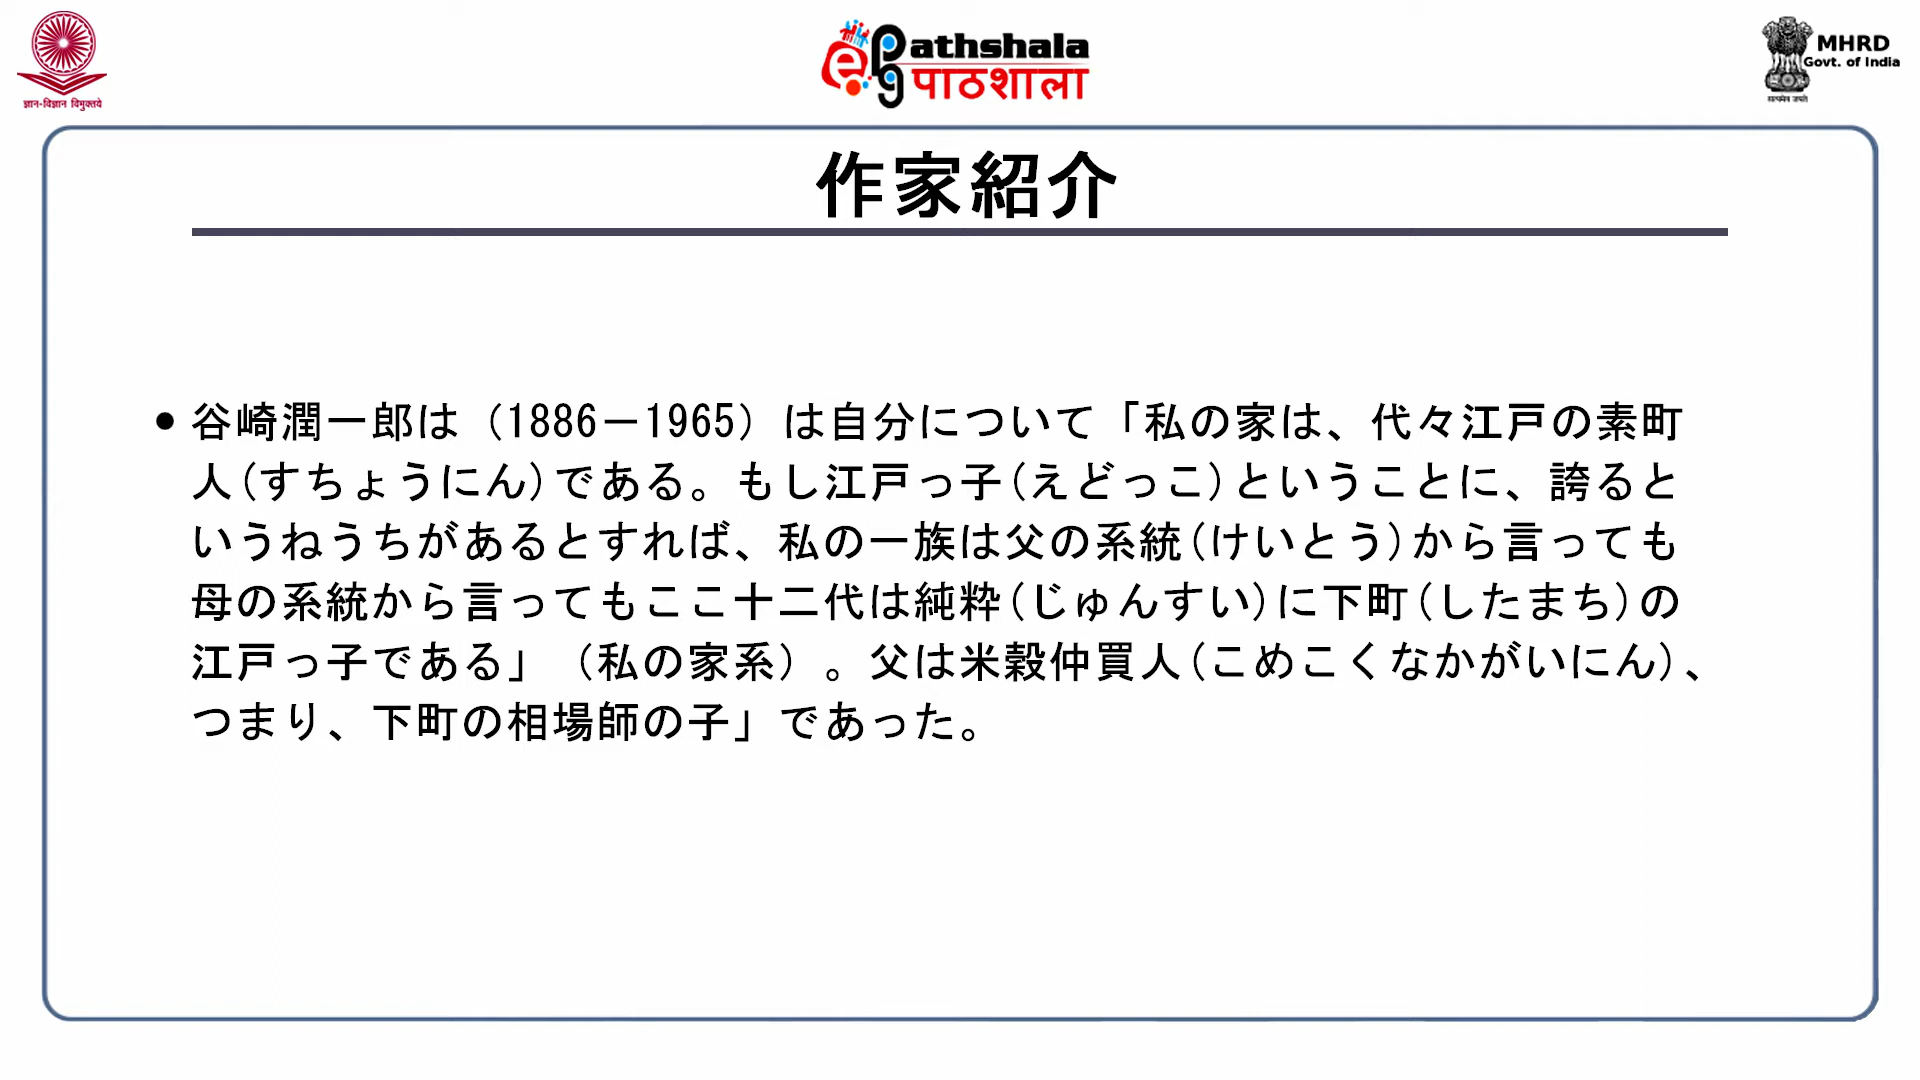 ज्ञान-विज्ञान विमुक्तये
ePathshala
पाठशाला
MHRD
Govt. of India
सत्यमेव जयते
作家紹介
• 谷崎潤一郎は（1886－1965）は自分について「私の家は、代々江戸の素町
人(すちょうにん)である。もし江戸っ子(えどっこ)ということに、誇ると
いうねうちがあるとすれば、私の一族は父の系統(けいとう)から言っても
母の系統から言ってもここ十二代は純粋(じゅんすい)に下町(したまち)の
江戸っ子である」（私の家系）。父は米穀仲買人(こめこくなかがいにん)、
つまり、下町の相場師の子」であった。